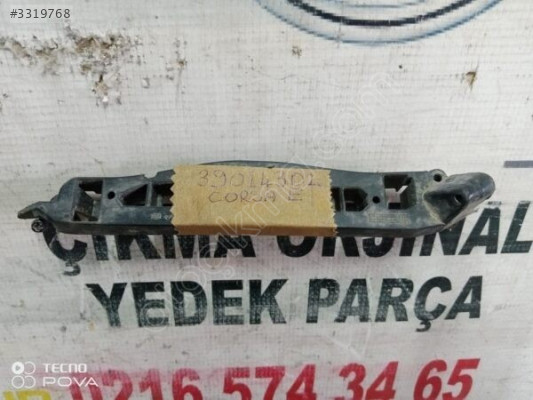 #3319768
39014302
CORSA E
ÇIKMA ORJİNAL
YEDEK PARÇA
TECNO
POVA
0216 574 34 65